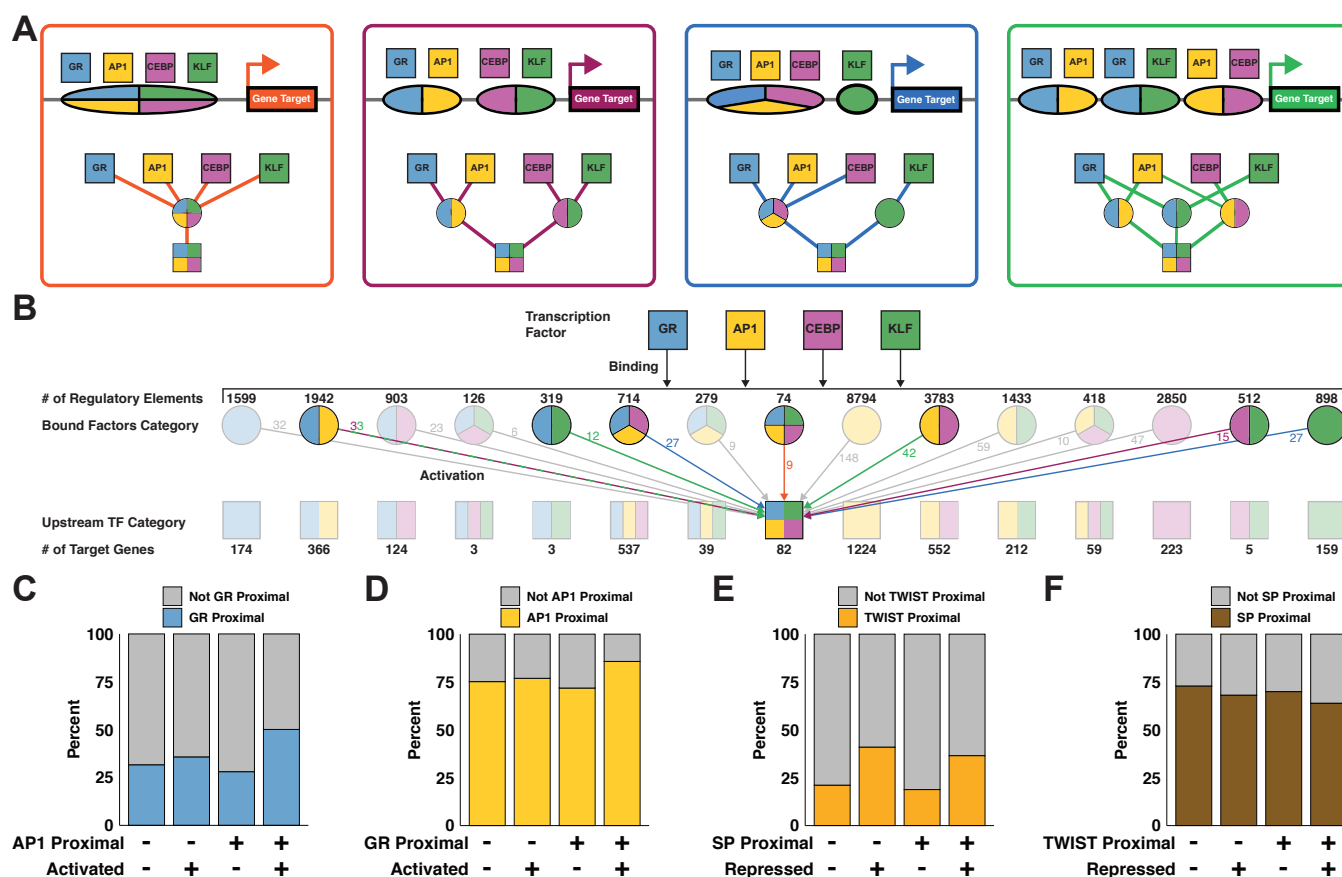 A
GR AP1 CEBP KLF
Gene Target
GR AP1 CEBP KLF
GR AP1 CEBP KLF
Gene Target
GR AP1 CEBP KLF
GR AP1 CEBP KLF
Gene Target
GR AP1 CEBP KLF
GR AP1 GR KLF AP1 CEBP
Gene Target
GR AP1 CEBP KLF
B
Transcription
Factor
GR AP1 CEBP KLF
Binding
# of Regulatory Elements
1599 1942 903 126 319 714 279 74 8794 3783 1433 418 2850 512 898
Bound Factors Category
32 33 23 6 12 27 9 9 148 42 59 10 47 15 27
Activation
Upstream TF Category
# of Target Genes
174 366 124 3 3 537 39 82 1224 552 212 59 223 5 159
C
Not GR Proximal
GR Proximal
Percent
100
75
50
25
0
AP1 Proximal - - + +
Activated - + - +
D
Not AP1 Proximal
AP1 Proximal
Percent
100
75
50
25
0
GR Proximal - - + +
Activated - + - +
E
Not TWIST Proximal
TWIST Proximal
Percent
100
75
50
25
0
SP Proximal - - + +
Repressed - + - +
F
Not SP Proximal
SP Proximal
Percent
100
75
50
25
0
TWIST Proximal - - + +
Repressed - + - +